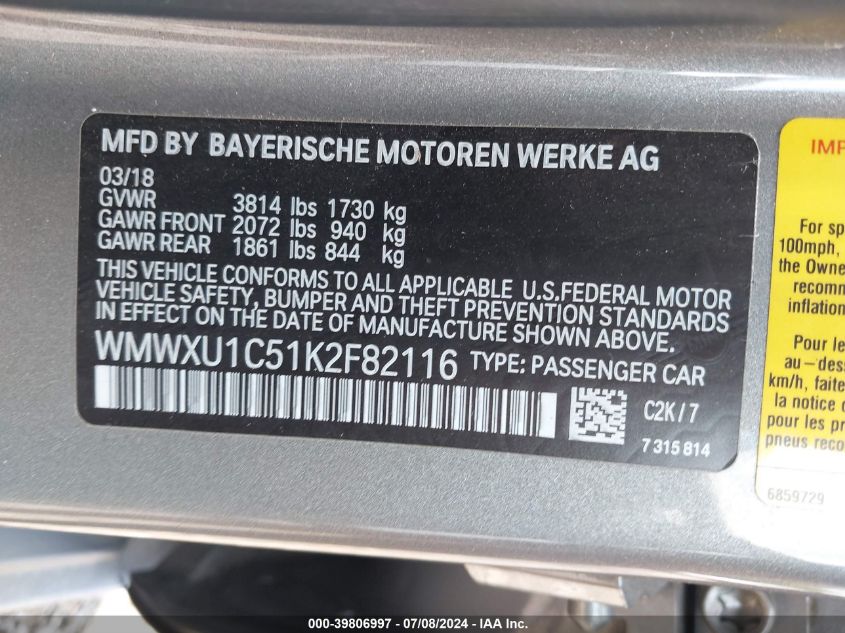 MFD BY BAYERISCHE MOTOREN WERKE AG
03/18
GVWR 3814 lbs 1730 kg
GAWR FRONT 2072 lbs 940 kg
GAWR REAR 1861 lbs 844 kg
THIS VEHICLE CONFORMS TO ALL APPLICABLE U.S.FEDERAL MOTOR
VEHICLE SAFETY, BUMPER AND THEFT PREVENTION STANDARDS
IN EFFECT ON THE DATE OF MANUFACTURE SHOWN ABOVE.
WMWXU1C51K2F82116 TYPE: PASSENGER CAR
C2K/7
7 315 814
IMP
For sp
100mph,
the Owne
recomm
inflation
Pour
au-dess
km/h, faite
la notice
pour les pr
pneus reco
6859729
000-39806997 / 07/08/2024 - IAA Inc.